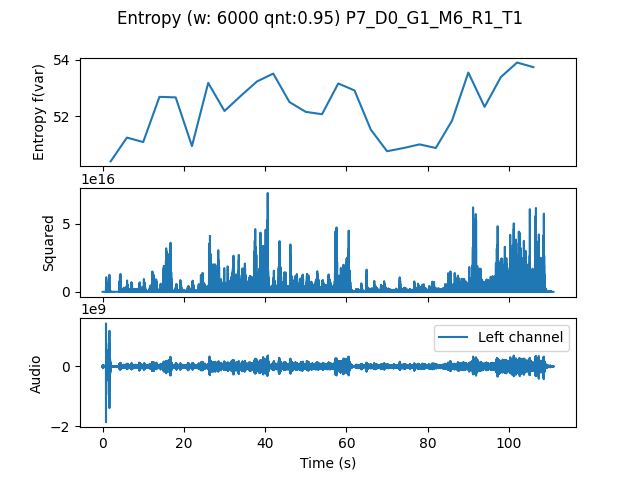 Entropy (w: 6000 qnt:0.95) P7_D0_G1_M6_R1_T1
54
52
Entropy f(var)
1e16
5
0
Squared
1e9
Left channel
0
−2
Audio
0 20 40 60 80 100
Time (s)